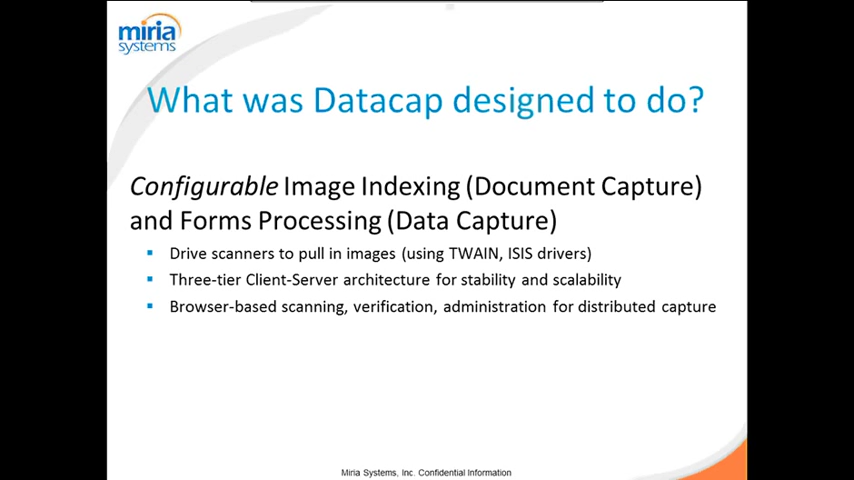 miria
systems
What was Datacap designed to do?
Configurable Image Indexing (Document Capture)
and Forms Processing (Data Capture)
Drive scanners to pull in images (using TWAIN, ISIS drivers)
Three-tier Client-Server architecture for stability and scalability
Browser-based scanning, verification, administration for distributed capture
Miria Systems, Inc. Confidential Information